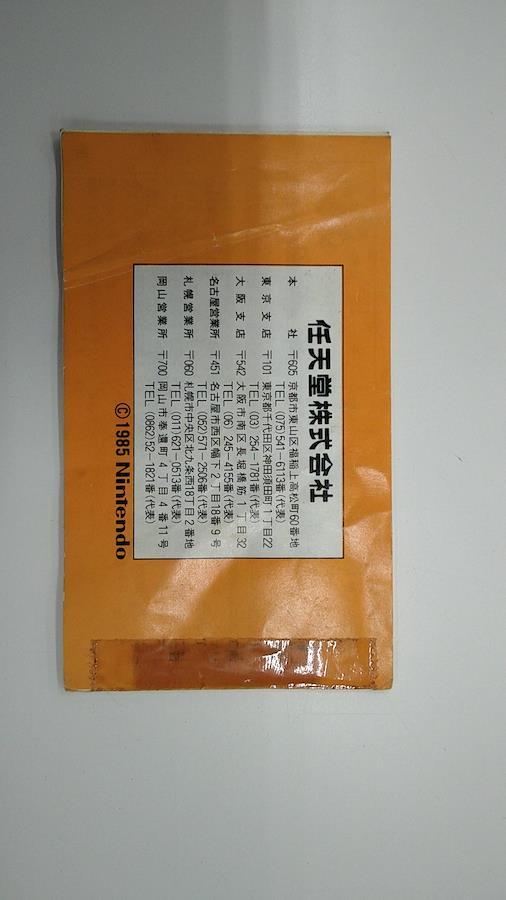 任天堂株式会社
本　　社 〒605 京都市東山区福稲上高松町60番地
TEL (075) 541－6113番(代表)
東京支店 〒101 東京都千代田区神田須田町1丁目22
TEL (03) 254－1781番(代表)
大阪支店 〒542 大阪市南区長堀橋筋1丁目32
TEL (06) 245－4155番(代表)
名古屋営業所 〒451 名古屋市西区幅下2丁目18番9号
TEL (052) 571－2506番(代表)
札幌営業所 〒060 札幌市中央区北九条西18丁目2番地
TEL (011) 621－0513番(代表)
岡山営業所 〒700 岡山市奉還町4丁目4番11号
TEL (0862) 52－1821番(代表)
© 1985 Nintendo